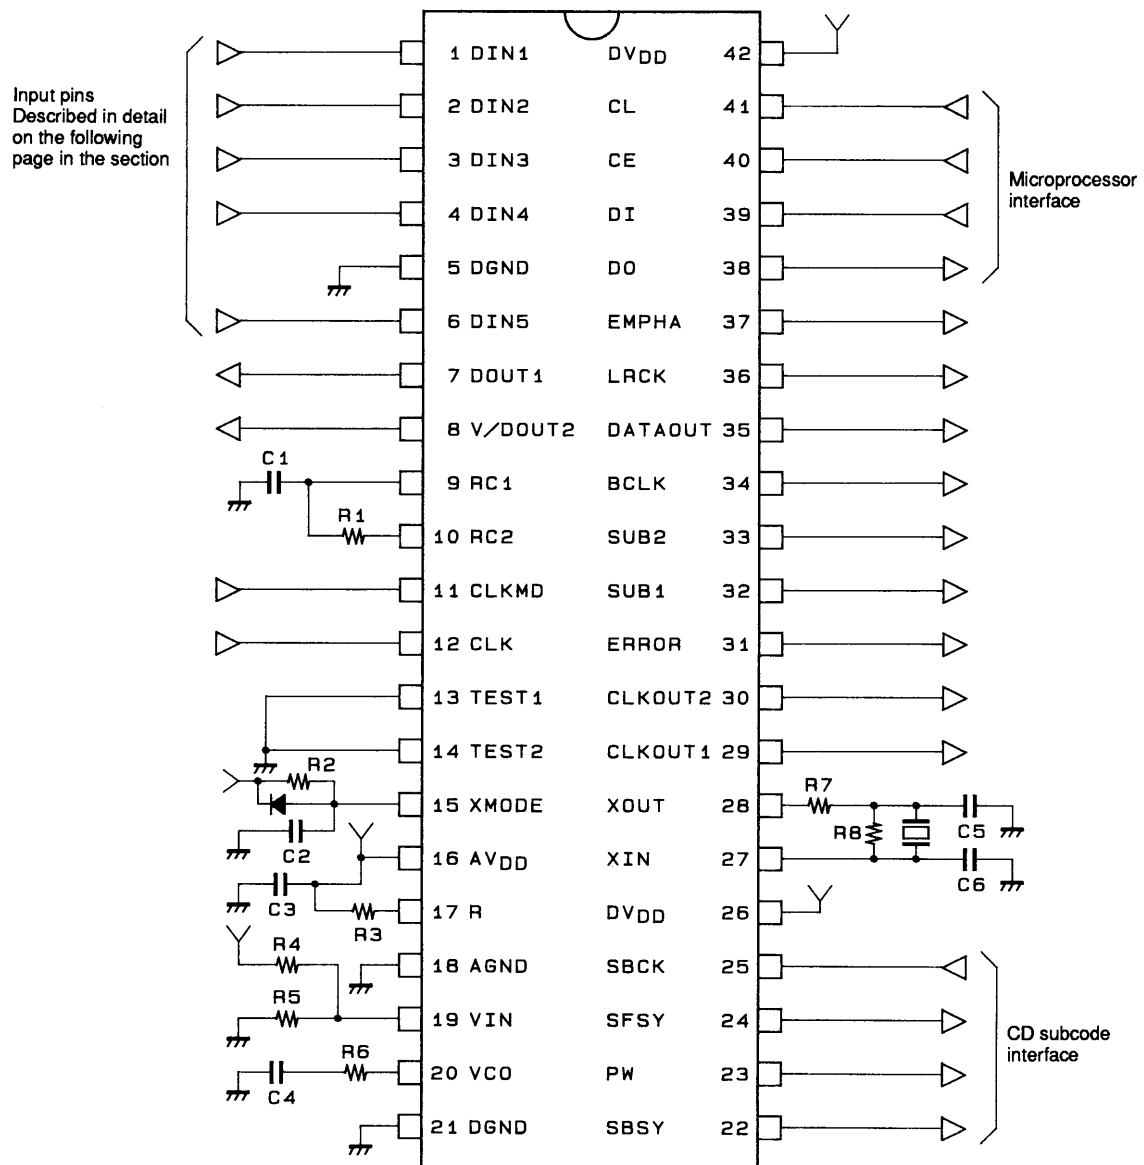 Input pins
Described in detail
on the following
page in the section
Microprocessor
interface
CD subcode
interface
1 DIN1 DVDD 42
2 DIN2 CL 41
3 DIN3 CE 40
4 DIN4 DI 39
5 DGND DO 38
6 DIN5 EMPHA 37
7 DOUT1 LRCK 36
8 V/DOUT2 DATAOUT 35
C1
9 RC1 BCLK 34
R1
10 RC2 SUB2 33
11 CLKMD SUB1 32
12 CLK ERROR 31
13 TEST1 CLKOUT2 30
14 TEST2 CLKOUT1 29
R2
15 XMODE XOUT 28
R7
R8
C2
C5
16 AVDD XIN 27
C3
C6
17 R DVDD 26
R3
R4
18 AGND SBCK 25
R5
19 VIN SFSY 24
R6
20 VCO PW 23
C4
21 DGND SBSY 22